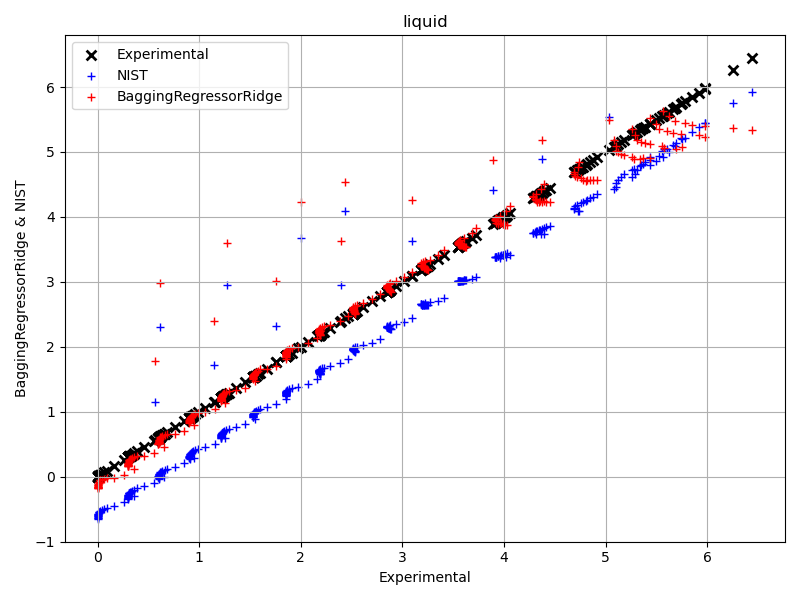 liquid
Experimental
NIST
BaggingRegressorRidge
BaggingRegressorRidge & NIST
6
5
4
3
2
1
0
−1
0 1 2 3 4 5 6
Experimental